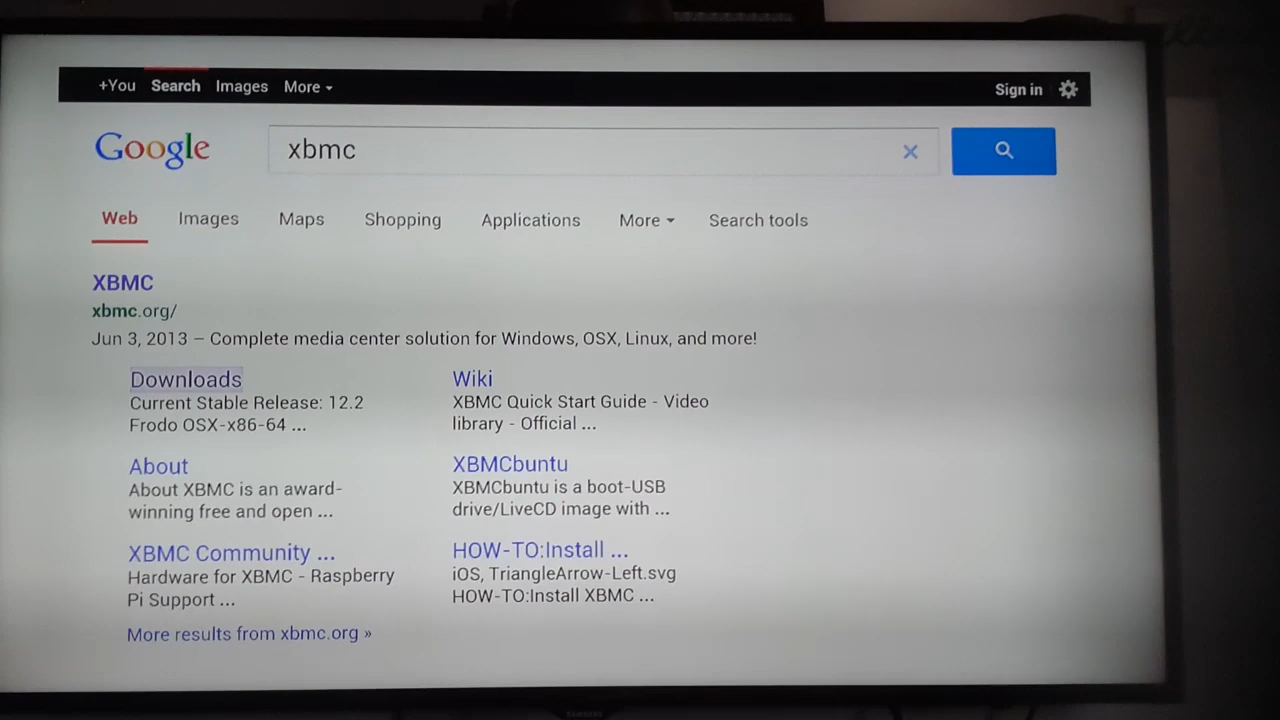 +You Search Images More Sign in
Google xbmc
Web Images Maps Shopping Applications More Search tools
XBMC
xbmc.org/
Jun 3, 2013 – Complete media center solution for Windows, OSX, Linux, and more!
Downloads
Current Stable Release: 12.2
Frodo OSX-x86-64 ...
Wiki
XBMC Quick Start Guide - Video
library - Official ...
About
About XBMC is an award-
winning free and open ...
XBMCbuntu
XBMCbuntu is a boot-USB
drive/LiveCD image with ...
XBMC Community ...
Hardware for XBMC - Raspberry
Pi Support ...
HOW-TO:Install ...
iOS, TriangleArrow-Left.svg
HOW-TO:Install XBMC ...
More results from xbmc.org »
SAMSUNG